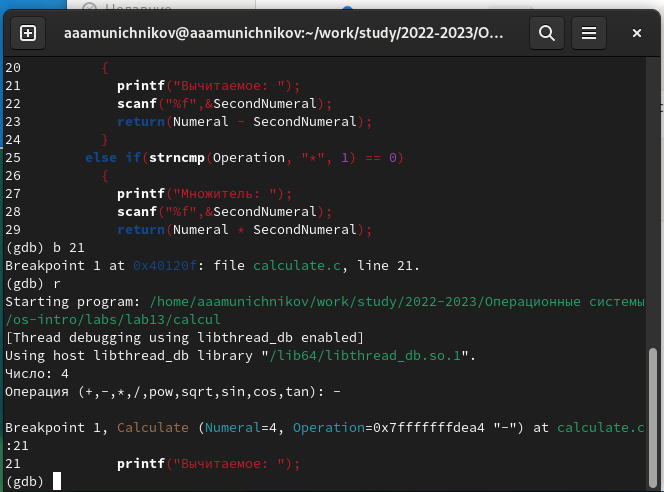 Недавние
aaamunichnikov@aaamunichnikov:~/work/study/2022-2023/О...
20          {
21            printf("Вычитаемое: ");
22            scanf("%f",&SecondNumeral);
23            return(Numeral - SecondNumeral);
24          }
25        else if(strncmp(Operation, "*", 1) == 0)
26          {
27            printf("Множитель: ");
28            scanf("%f",&SecondNumeral);
29            return(Numeral * SecondNumeral);
(gdb) b 21
Breakpoint 1 at 0x40120f: file calculate.c, line 21.
(gdb) r
Starting program: /home/aaamunichnikov/work/study/2022-2023/Операционные системы
/os-intro/labs/lab13/calcul
[Thread debugging using libthread_db enabled]
Using host libthread_db library "/lib64/libthread_db.so.1".
Число: 4
Операция (+,-,*,/,pow,sqrt,sin,cos,tan): -
Breakpoint 1, Calculate (Numeral=4, Operation=0x7fffffffdea4 "-") at calculate.c
:21
21            printf("Вычитаемое: ");
(gdb)